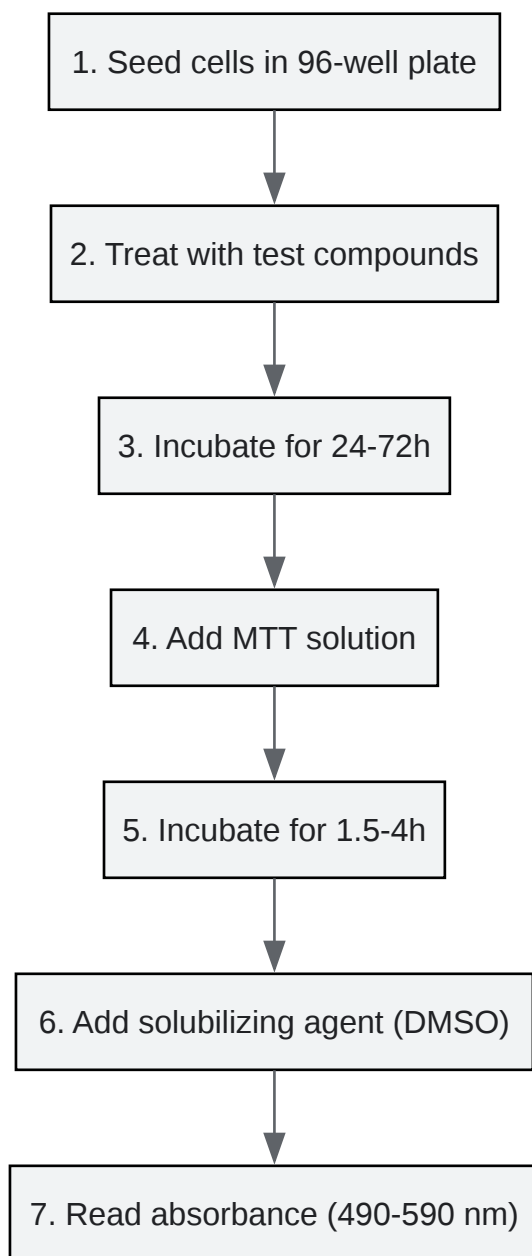 1. Seed cells in 96-well plate
2. Treat with test compounds
3. Incubate for 24-72h
4. Add MTT solution
5. Incubate for 1.5-4h
6. Add solubilizing agent (DMSO)
7. Read absorbance (490-590 nm)